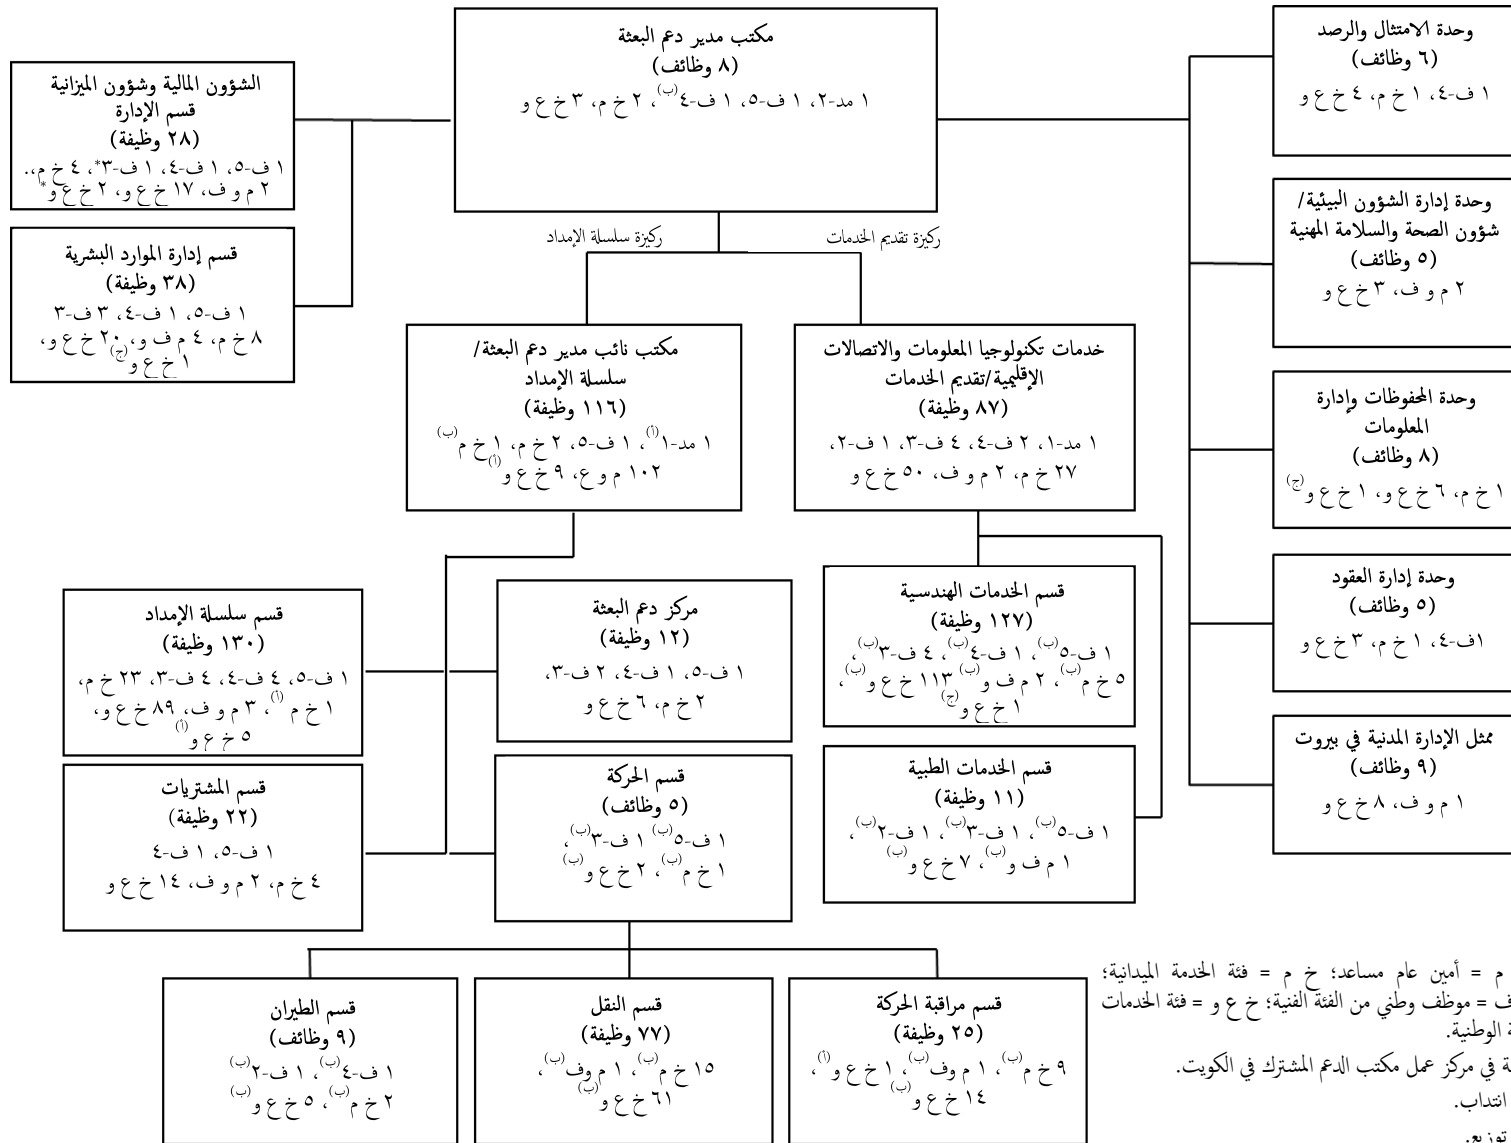 مكتب مدير دعم البعثة
(٨ وظائف)
١ مد-٢، ١ ف-٥، ١ ف-٤(ب)، ٢ خ م، ٣ خ ع و
وحدة الامتثال والرصد
(٦ وظائف)
١ ف-٤، ١ خ م، ٤ خ ع و
وحدة إدارة الشؤون البيئية/
شؤون الصحة والسلامة المهنية
(٥ وظائف)
٢ م و ف، ٣ خ ع و
وحدة المحفوظات وإدارة
المعلومات
(٨ وظائف)
١ خ م، ٦ خ ع و، ١ خ ع و(ج)
وحدة إدارة العقود
(٥ وظائف)
١ف-٤، ١ خ م، ٣ خ ع و
ممثل الإدارة المدنية في بيروت
(٩ وظائف)
١ م و ف، ٨ خ ع و
الشؤون المالية وشؤون الميزانية
قسم الإدارة
(٢٨ وظيفة)
١ ف-٥، ١ ف-٤، ١ ف-٣*، ٤ خ م،.
٢ م و ف، ١٧ خ ع و، ٢ خ ع و*
قسم إدارة الموارد البشرية
(٣٨ وظيفة)
١ ف-٥، ١ ف-٤، ٣ ف-٣
٨ خ م، ٤ م ف و، ٢٠ خ ع و،
١ خ ع و(ج)
ركيزة تقديم الخدمات
ركيزة سلسلة الإمداد
خدمات تكنولوجيا المعلومات والاتصالات
الإقليمية/تقديم الخدمات
(٨٧ وظيفة)
١ مد-١، ٢ ف-٤، ٤ ف-٣، ١ ف-٢،
٢٧ خ م، ٢ م و ف، ٥٠ خ ع و
مكتب نائب مدير دعم البعثة/
سلسلة الإمداد
(١١٦ وظيفة)
١ مد-١(أ)، ١ ف-٥، ٢ خ م، ١ خ م(ب)
١٠٢ م و ع، ٩ خ ع و(أ)
قسم الخدمات الهندسية
(١٢٧ وظيفة)
١ ف-٥(ب)، ١ ف-٤(ب)، ٤ ف-٣(ب)،
٥ خ م(ب)، ٢ م ف و(ب) ١١٣ خ ع و(ب)،
١ خ ع و(ج)
قسم الخدمات الطبية
(١١ وظيفة)
١ ف-٥(ب)، ١ ف-٣(ب)، ١ ف-٢(ب)،
١ م ف و(ب)، ٧ خ ع و(ب)
مركز دعم البعثة
(١٢ وظيفة)
١ ف-٥، ١ ف-٤، ٢ ف-٣،
٢ خ م، ٦ خ ع و
قسم سلسلة الإمداد
(١٣٠ وظيفة)
١ ف-٥، ٤ ف-٤، ٤ ف-٣، ٢٣ خ م،
١ خ م (أ)، ٣ م و ف، ٨٩ خ ع و،
٥ خ ع و(أ)
قسم الحركة
(٥ وظائف)
١ ف-٥(ب) ١ ف-٣(ب)،
١ خ م(ب)، ٢ خ ع و(ب)
قسم المشتريات
(٢٢ وظيفة)
١ ف-٥، ١ ف-٤
٤ خ م، ٢ م و ف، ١٤ خ ع و
قسم مراقبة الحركة
(٢٥ وظيفة)
٩ خ م(ب)، ١ م وف(ب)، ١ خ ع و(أ)،
١٤ خ ع و(ب)
قسم النقل
(٧٧ وظيفة)
١٥ خ م(ب)، ١ م وف(ب)،
٦١ خ ع و(ب)
قسم الطيران
(٩ وظائف)
١ ف-٤(ب)، ١ ف-٢(ب)
٢ خ م(ب)، ٥ خ ع و(ب)
م = أمين عام مساعد؛ خ م = فئة الخدمة الميدانية؛
ف = موظف وطني من الفئة الفنية؛ خ ع و = فئة الخدمات
الوطنية.
في مركز عمل مكتب الدعم المشترك في الكويت.
انتداب.
توزيع.